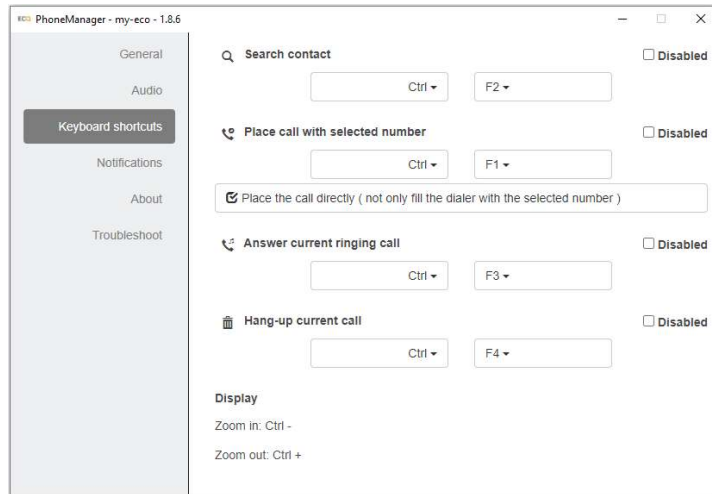 ECO PhoneManager - my-eco - 1.8.6
General
Audio
Keyboard shortcuts
Notifications
About
Troubleshoot
Search contact
Disabled
Ctrl
F2
Place call with selected number
Disabled
Ctrl
F1
Place the call directly ( not only fill the dialer with the selected number )
Answer current ringing call
Disabled
Ctrl
F3
Hang-up current call
Disabled
Ctrl
F4
Display
Zoom in: Ctrl -
Zoom out: Ctrl +